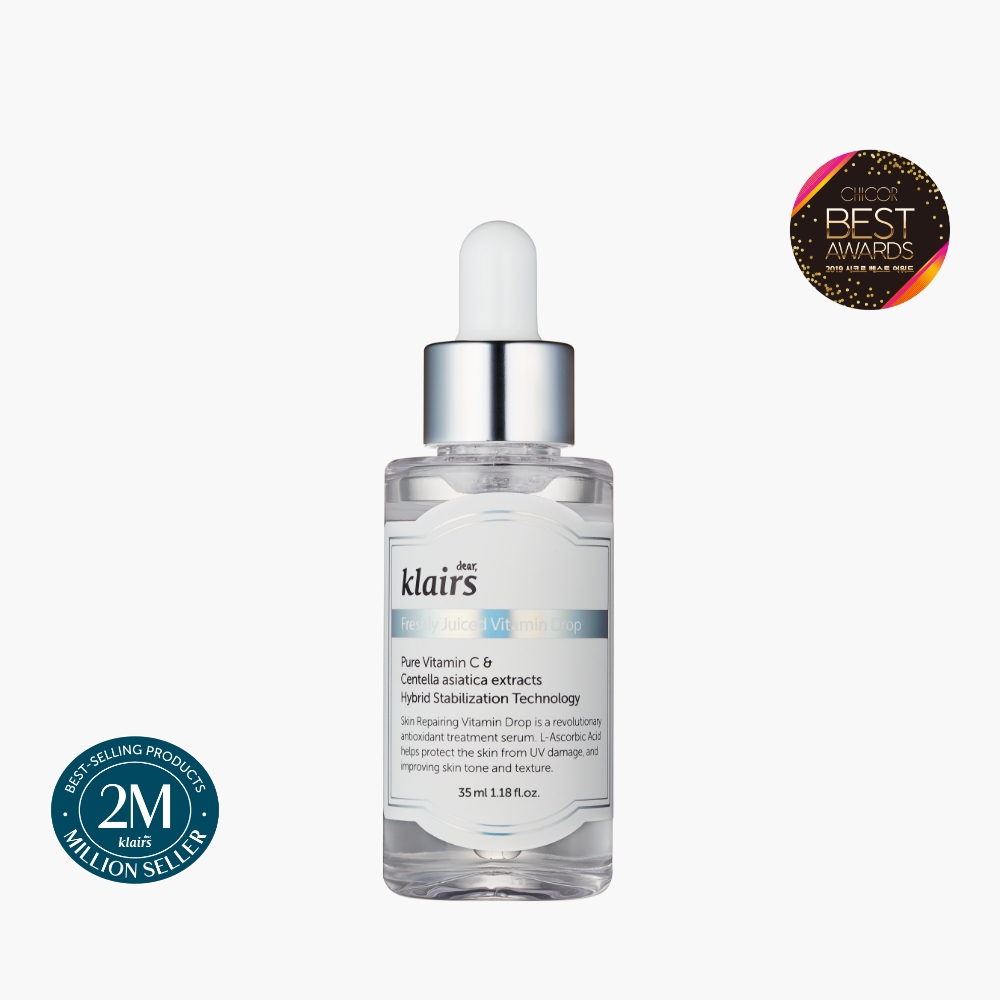 CHICOR
BEST
AWARDS
2019 시코르 베스트 어워드
dear,
klairs
Freshly Juiced Vitamin Drop
Pure Vitamin C &
Centella asiatica extracts
Hybrid Stabilization Technology
Skin Repairing Vitamin Drop is a revolutionary
antioxidant treatment serum. L-Ascorbic Acid
helps protect the skin from UV damage, and
improving skin tone and texture.
35 ml 1.18 fl.oz.
BEST-SELLING PRODUCTS
2M
dear,
klairs
MILLION SELLER